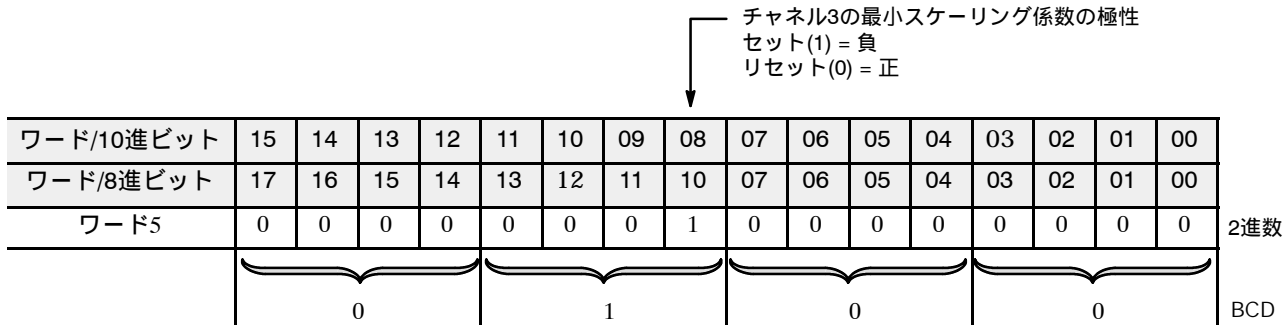 チャネル3の最小スケーリング係数の極性
セット(1) = 負
リセット(0) = 正
ワード/10進ビット 15 14 13 12 11 10 09 08 07 06 05 04 03 02 01 00
ワード/8進ビット 17 16 15 14 13 12 11 10 07 06 05 04 03 02 01 00
ワード5 0 0 0 0 0 0 0 1 0 0 0 0 0 0 0 0 2進数
0 1 0 0 BCD